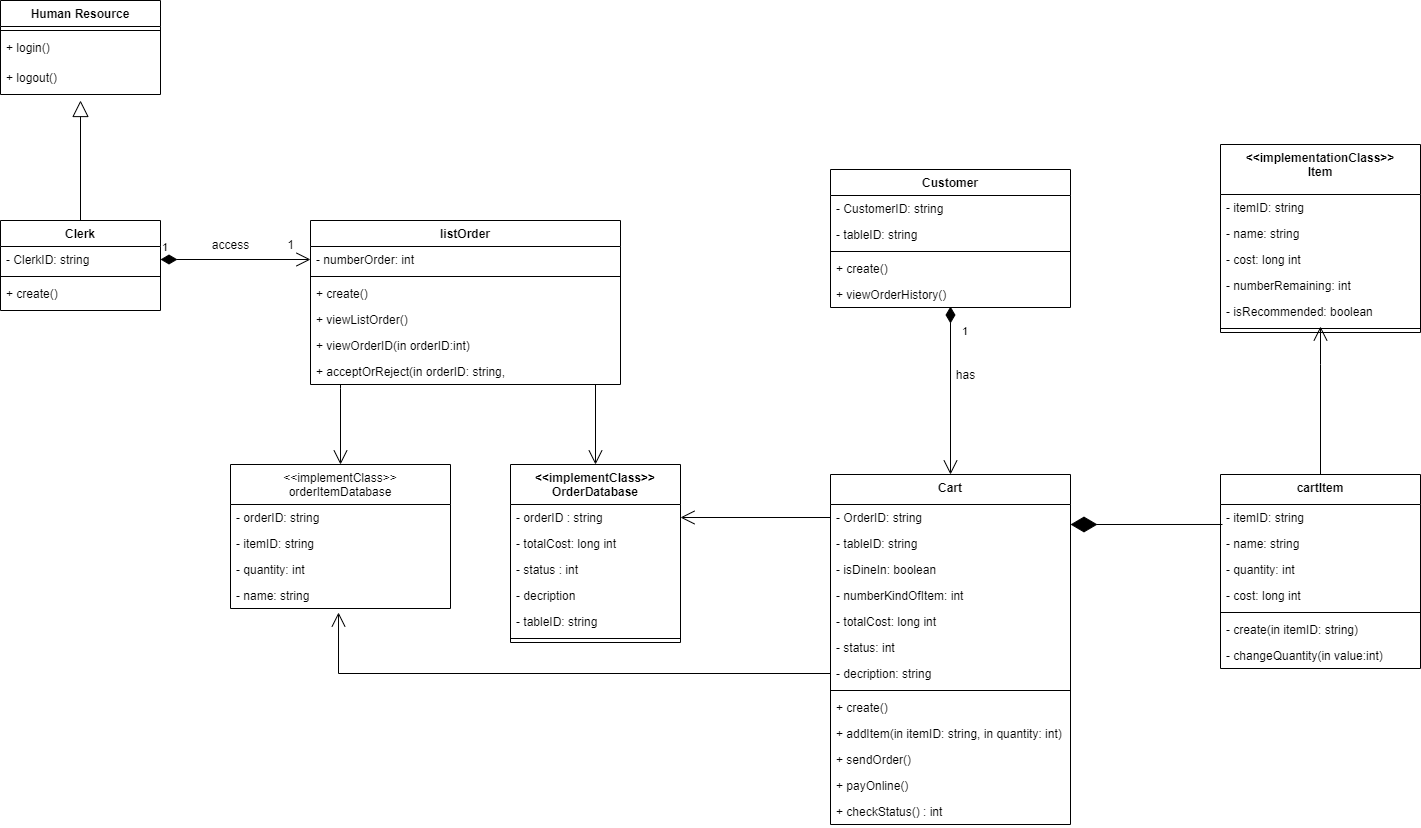 Human Resource
+ login()
+ logout()
Clerk
- ClerkID: string
+ create()
1
access
1
listOrder
- numberOrder: int
+ create()
+ viewListOrder()
+ viewOrderID(in orderID:int)
+ acceptOrReject(in orderID: string,
Customer
- CustomerID: string
- tableID: string
+ create()
+ viewOrderHistory()
1
has
<<implementationClass>>
Item
- itemID: string
- name: string
- cost: long int
- numberRemaining: int
- isRecommended: boolean
<<implementClass>>
orderItemDatabase
- orderID: string
- itemID: string
- quantity: int
- name: string
<<implementClass>>
OrderDatabase
- orderID : string
- totalCost: long int
- status : int
- decription
- tableID: string
Cart
- OrderID: string
- tableID: string
- isDineIn: boolean
- numberKindOfItem: int
- totalCost: long int
- status: int
- decription: string
+ create()
+ addItem(in itemID: string, in quantity: int)
+ sendOrder()
+ payOnline()
+ checkStatus() : int
cartItem
- itemID: string
- name: string
- quantity: int
- cost: long int
- create(in itemID: string)
- changeQuantity(in value:int)